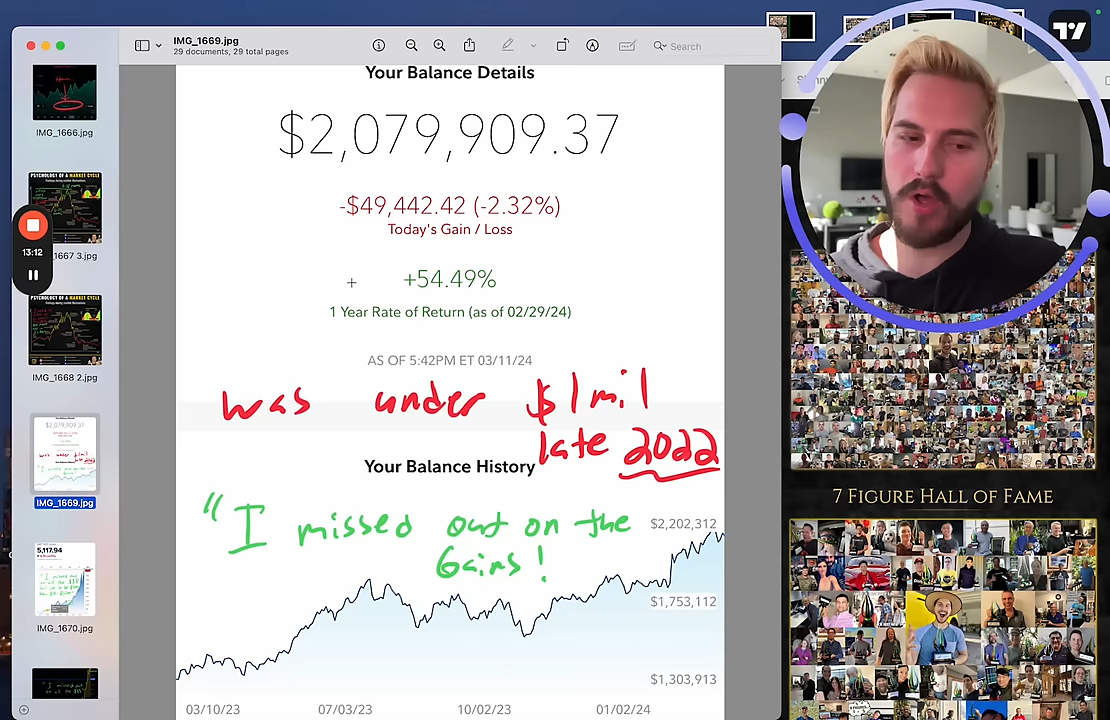 IMG_1669.jpg
29 documents, 29 total pages
Search
IMG_1666.jpg
PSYCHOLOGY OF A MARKET CYCLE
1667 3.jpg
13:12
PSYCHOLOGY OF A MARKET CYCLE
IMG_1668 2.jpg
IMG_1669.jpg
5,117.94
IMG_1670.jpg
Your Balance Details
$2,079,909.37
-$49,442.42 (-2.32%)
Today's Gain / Loss
+ +54.49%
1 Year Rate of Return (as of 02/29/24)
AS OF 5:42PM ET 03/11/24
was under $1mil
late 2022
Your Balance History
"I missed out on the
Gains!
$2,202,312
$1,753,112
$1,303,913
03/10/23 07/03/23 10/02/23 01/02/24
7 FIGURE HALL OF FAME